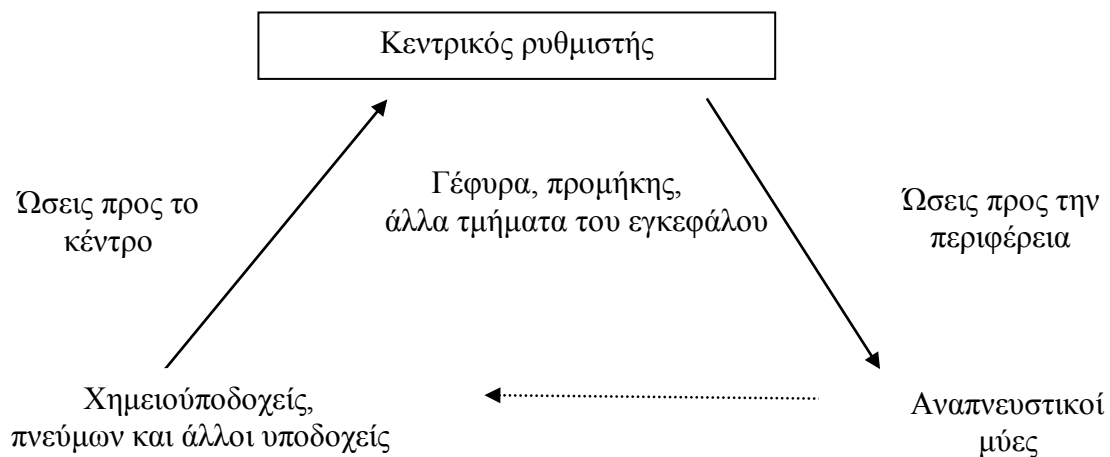 Κεντρικός ρυθμιστής
Γέφυρα, προμήκης,
άλλα τμήματα του εγκεφάλου
Ώσεις προς το
κέντρο
Ώσεις προς την
περιφέρεια
Χημειοϋποδοχείς,
πνεύμων και άλλοι υποδοχείς
Αναπνευστικοί
μύες